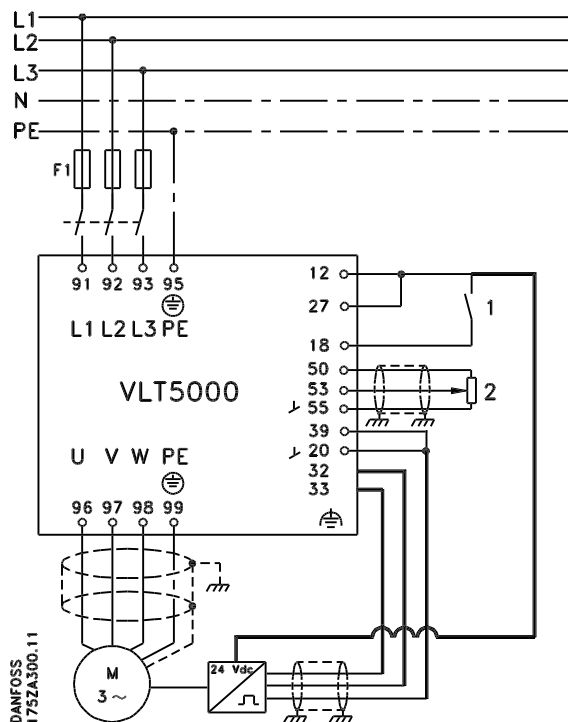 L1
L2
L3
N
PE
F1
91 92 93 95
L1 L2 L3 PE
VLT5000
U V W PE
96 97 98 99
12
27
18
50
53
55
39
20
32
33
1
2
M
3 ~
24 Vdc
DANFOSS
175ZA300.11